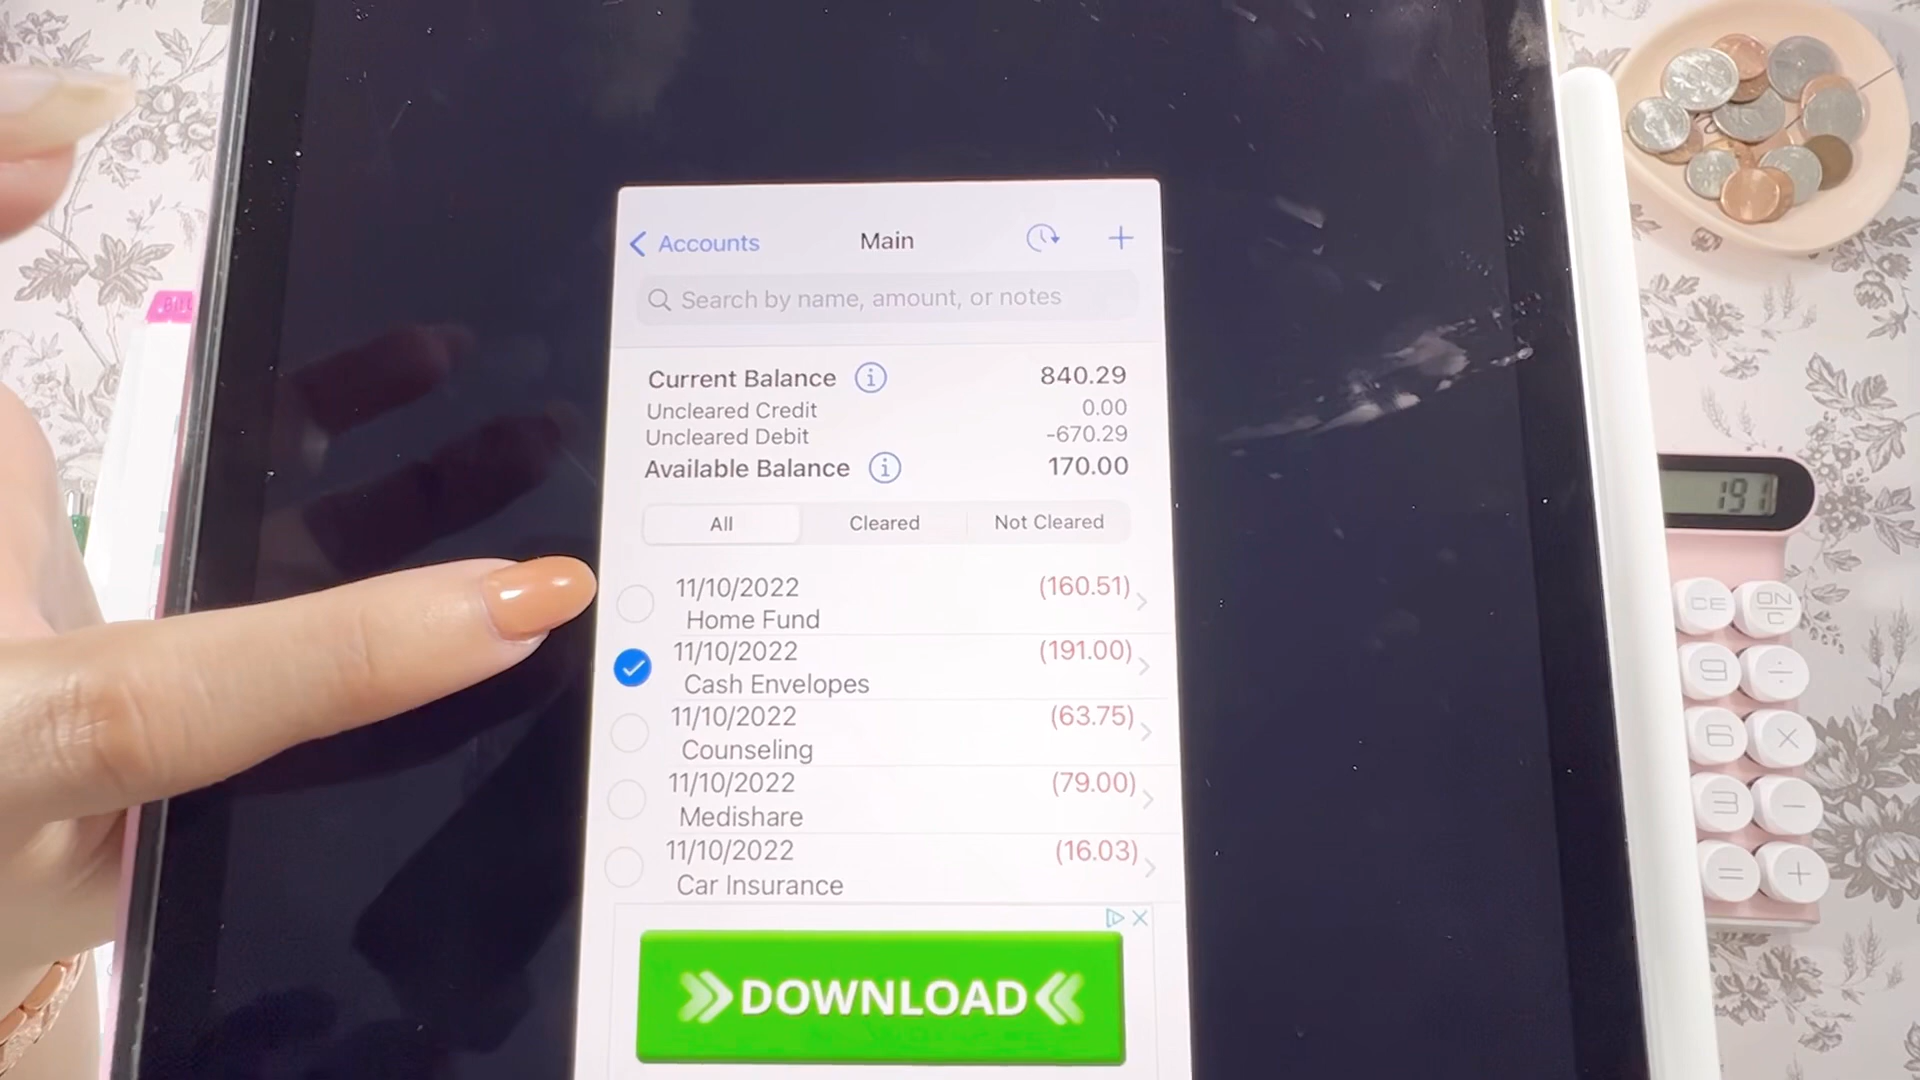 Accounts Main +
Search by name, amount, or notes
Current Balance i 840.29
Uncleared Credit 0.00
Uncleared Debit -670.29
Available Balance i 170.00
All Cleared Not Cleared
11/10/2022 (160.51)
Home Fund
11/10/2022 (191.00)
Cash Envelopes
11/10/2022 (63.75)
Counseling
11/10/2022 (79.00)
Medishare
11/10/2022 (16.03)
Car Insurance
DOWNLOAD
191
CE ON/C
9 ÷
6 ×
3 −
= +